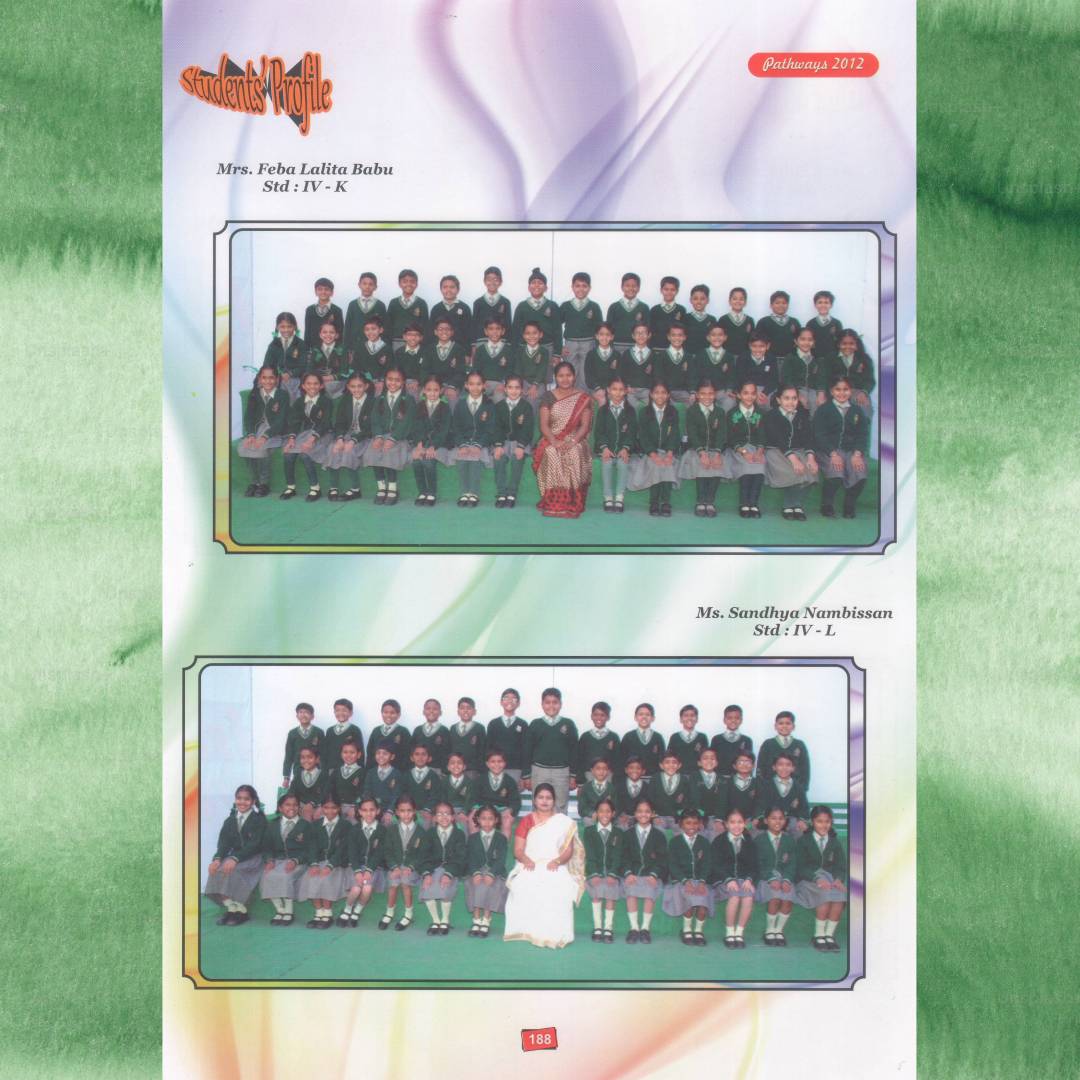 Students' Profile
Pathways 2012
Mrs. Feba Lalita Babu
Std : IV - K
Ms. Sandhya Nambissan
Std : IV - L
188